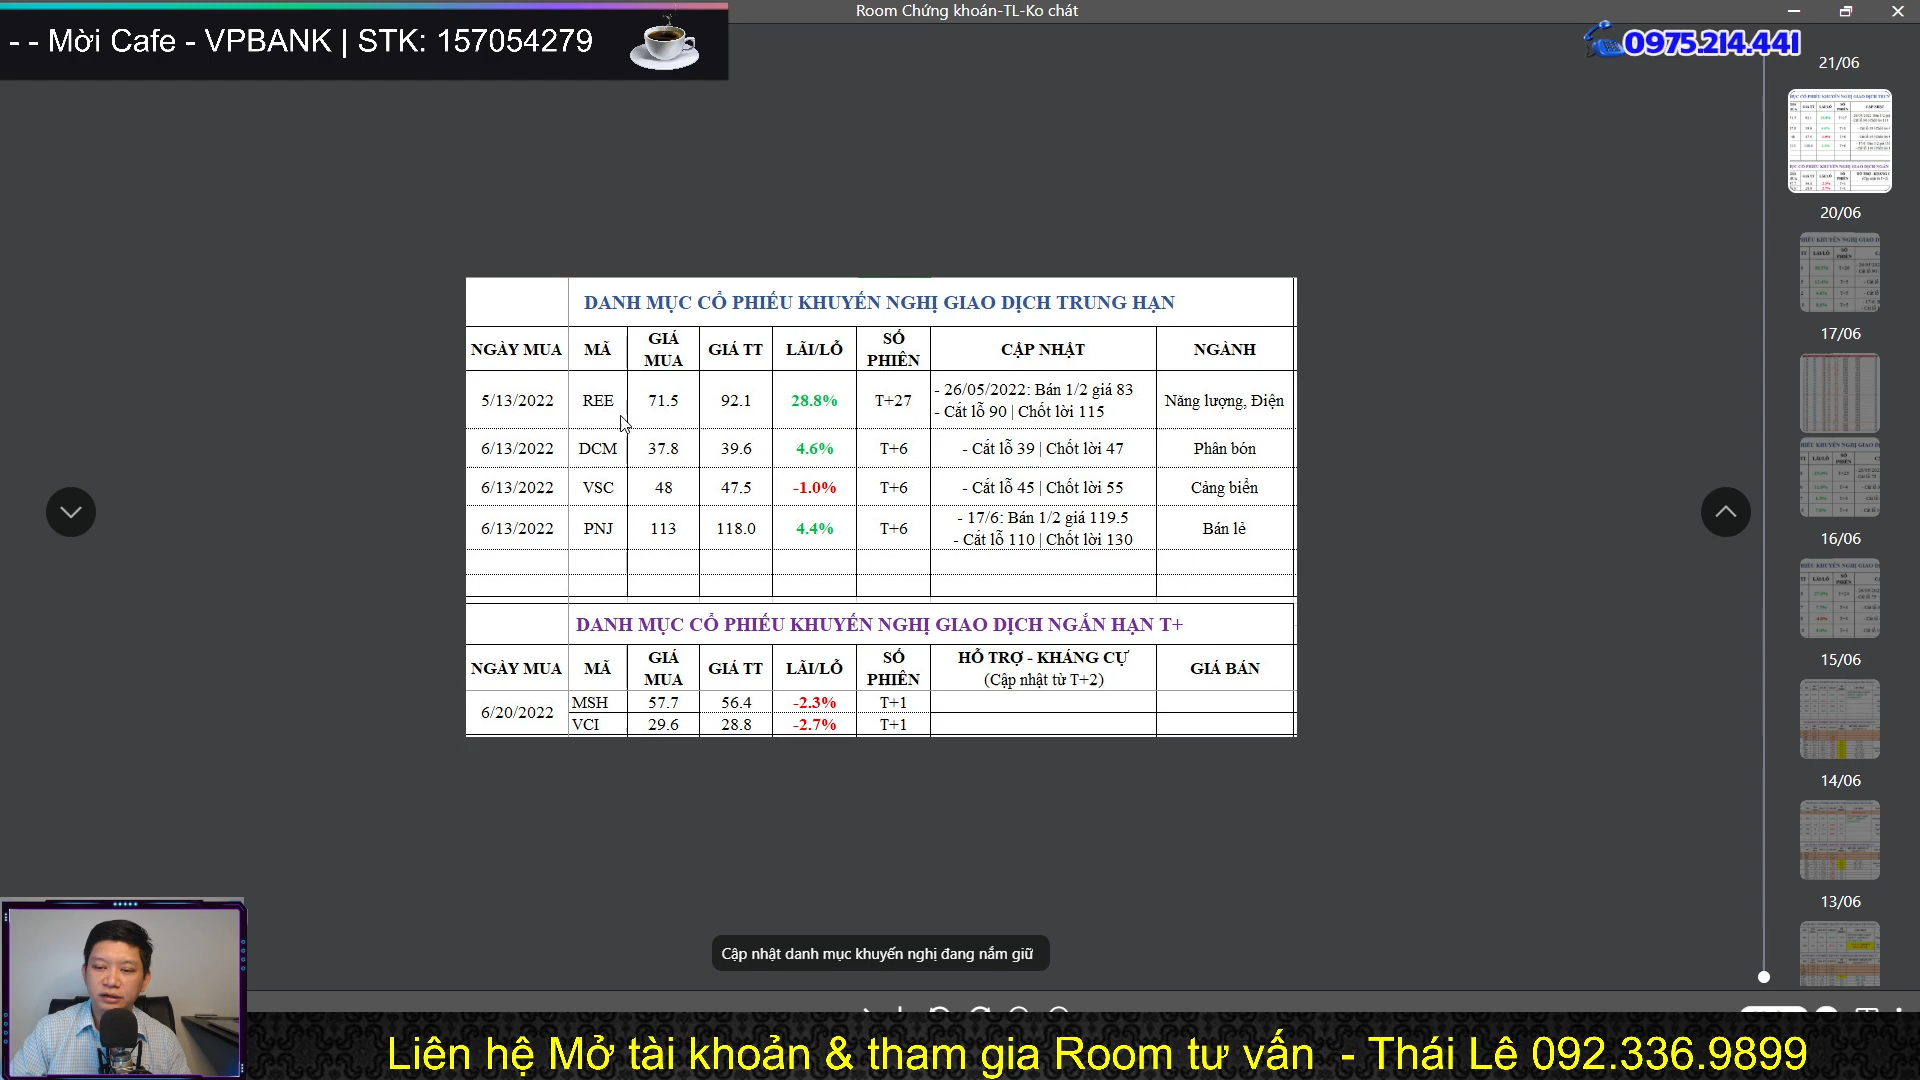 Room Chứng khoán-TL-Ko chát
- - Mời Cafe - VPBANK | STK: 157054279
0975.214.441
DANH MỤC CỔ PHIẾU KHUYẾN NGHỊ GIAO DỊCH TRUNG HẠN
NGÀY MUA MÃ GIÁ MUA GIÁ TT LÃI/LỖ SỐ PHIÊN CẬP NHẬT NGÀNH
5/13/2022 REE 71.5 92.1 28.8% T+27 - 26/05/2022: Bán 1/2 giá 83 Năng lượng, Điện
- Cắt lỗ 90 | Chốt lời 115
6/13/2022 DCM 37.8 39.6 4.6% T+6 - Cắt lỗ 39 | Chốt lời 47 Phân bón
6/13/2022 VSC 48 47.5 -1.0% T+6 - Cắt lỗ 45 | Chốt lời 55 Cảng biển
6/13/2022 PNJ 113 118.0 4.4% T+6 - 17/6: Bán 1/2 giá 119.5 Bán lẻ
- Cắt lỗ 110 | Chốt lời 130
DANH MỤC CỔ PHIẾU KHUYẾN NGHỊ GIAO DỊCH NGẮN HẠN T+
NGÀY MUA MÃ GIÁ MUA GIÁ TT LÃI/LỖ SỐ PHIÊN HỖ TRỢ - KHÁNG CỰ GIÁ BÁN
(Cập nhật từ T+2)
6/20/2022 MSH 57.7 56.4 -2.3% T+1
VCI 29.6 28.8 -2.7% T+1
21/06
20/06
17/06
16/06
15/06
14/06
13/06
Cập nhật danh mục khuyến nghị đang nắm giữ
Liên hệ Mở tài khoản & tham gia Room tư vấn - Thái Lê 092.336.9899